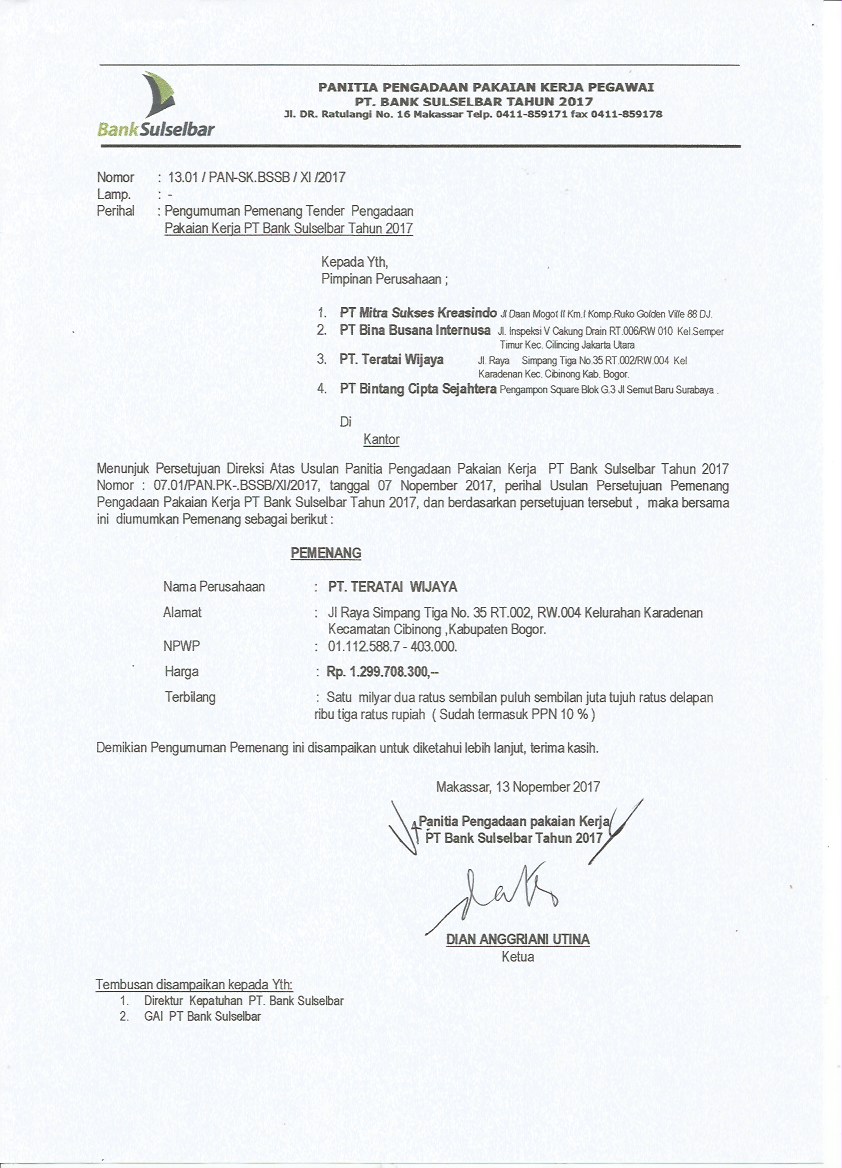 BankSulselbar
PANITIA PENGADAAN PAKAIAN KERJA PEGAWAI
PT. BANK SULSELBAR TAHUN 2017
Jl. DR. Ratulangi No. 16 Makassar Telp. 0411-859171 fax 0411-859178
Nomor : 13.01 / PAN-SK.BSSB / XI /2017
Lamp. : -
Perihal : Pengumuman Pemenang Tender Pengadaan
Pakaian Kerja PT Bank Sulselbar Tahun 2017
Kepada Yth,
Pimpinan Perusahaan ;
1. PT Mitra Sukses Kreasindo Jl Daan Mogot II Km.I Komp.Ruko Golden Ville 88 DJ.
2. PT Bina Busana Internusa Jl. Inspeksi V Cakung Drain RT.006/RW 010 Kel.Semper
Timur Kec. Cilincing Jakarta Utara
3. PT. Teratai Wijaya Jl. Raya Simpang Tiga No.35 RT.002/RW.004 Kel
Karadenan Kec. Cibinong Kab. Bogor.
4. PT Bintang Cipta Sejahtera Pengampon Square Blok G.3 Jl Semut Baru Surabaya .
Di
Kantor
Menunjuk Persetujuan Direksi Atas Usulan Panitia Pengadaan Pakaian Kerja PT Bank Sulselbar Tahun 2017
Nomor : 07.01/PAN.PK-.BSSB/XI/2017, tanggal 07 Nopember 2017, perihal Usulan Persetujuan Pemenang
Pengadaan Pakaian Kerja PT Bank Sulselbar Tahun 2017, dan berdasarkan persetujuan tersebut , maka bersama
ini diumumkan Pemenang sebagai berikut :
PEMENANG
Nama Perusahaan : PT. TERATAI WIJAYA
Alamat : Jl Raya Simpang Tiga No. 35 RT.002, RW.004 Kelurahan Karadenan
Kecamatan Cibinong ,Kabupaten Bogor.
NPWP : 01.112.588.7 - 403.000.
Harga : Rp. 1.299.708.300,--
Terbilang : Satu milyar dua ratus sembilan puluh sembilan juta tujuh ratus delapan
ribu tiga ratus rupiah ( Sudah termasuk PPN 10 % )
Demikian Pengumuman Pemenang ini disampaikan untuk diketahui lebih lanjut, terima kasih.
Makassar, 13 Nopember 2017
Panitia Pengadaan pakaian Kerja
PT Bank Sulselbar Tahun 2017
DIAN ANGGRIANI UTINA
Ketua
Tembusan disampaikan kepada Yth:
1. Direktur Kepatuhan PT. Bank Sulselbar
2. GAI PT Bank Sulselbar